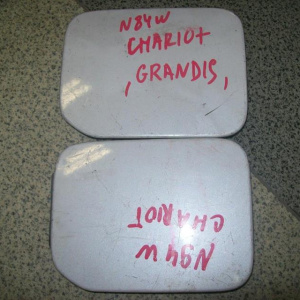 N84W
CHARIOT
, GRANDIS,
N94W
CHARIOT